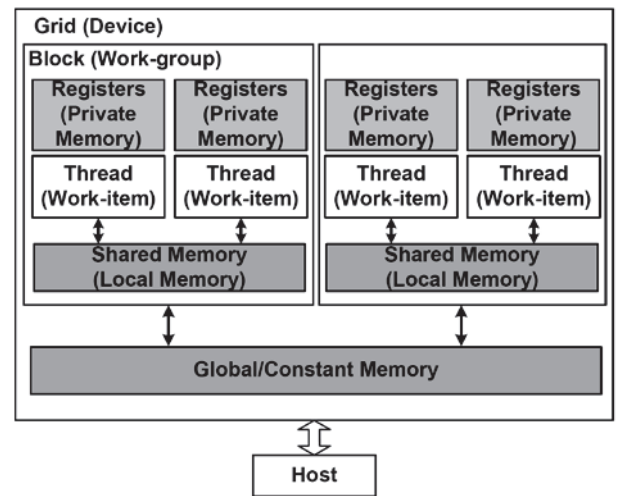 Grid (Device)
Block (Work-group)
Registers
(Private
Memory)
Registers
(Private
Memory)
Registers
(Private
Memory)
Registers
(Private
Memory)
Thread
(Work-item)
Thread
(Work-item)
Thread
(Work-item)
Thread
(Work-item)
Shared Memory
(Local Memory)
Shared Memory
(Local Memory)
Global/Constant Memory
Host